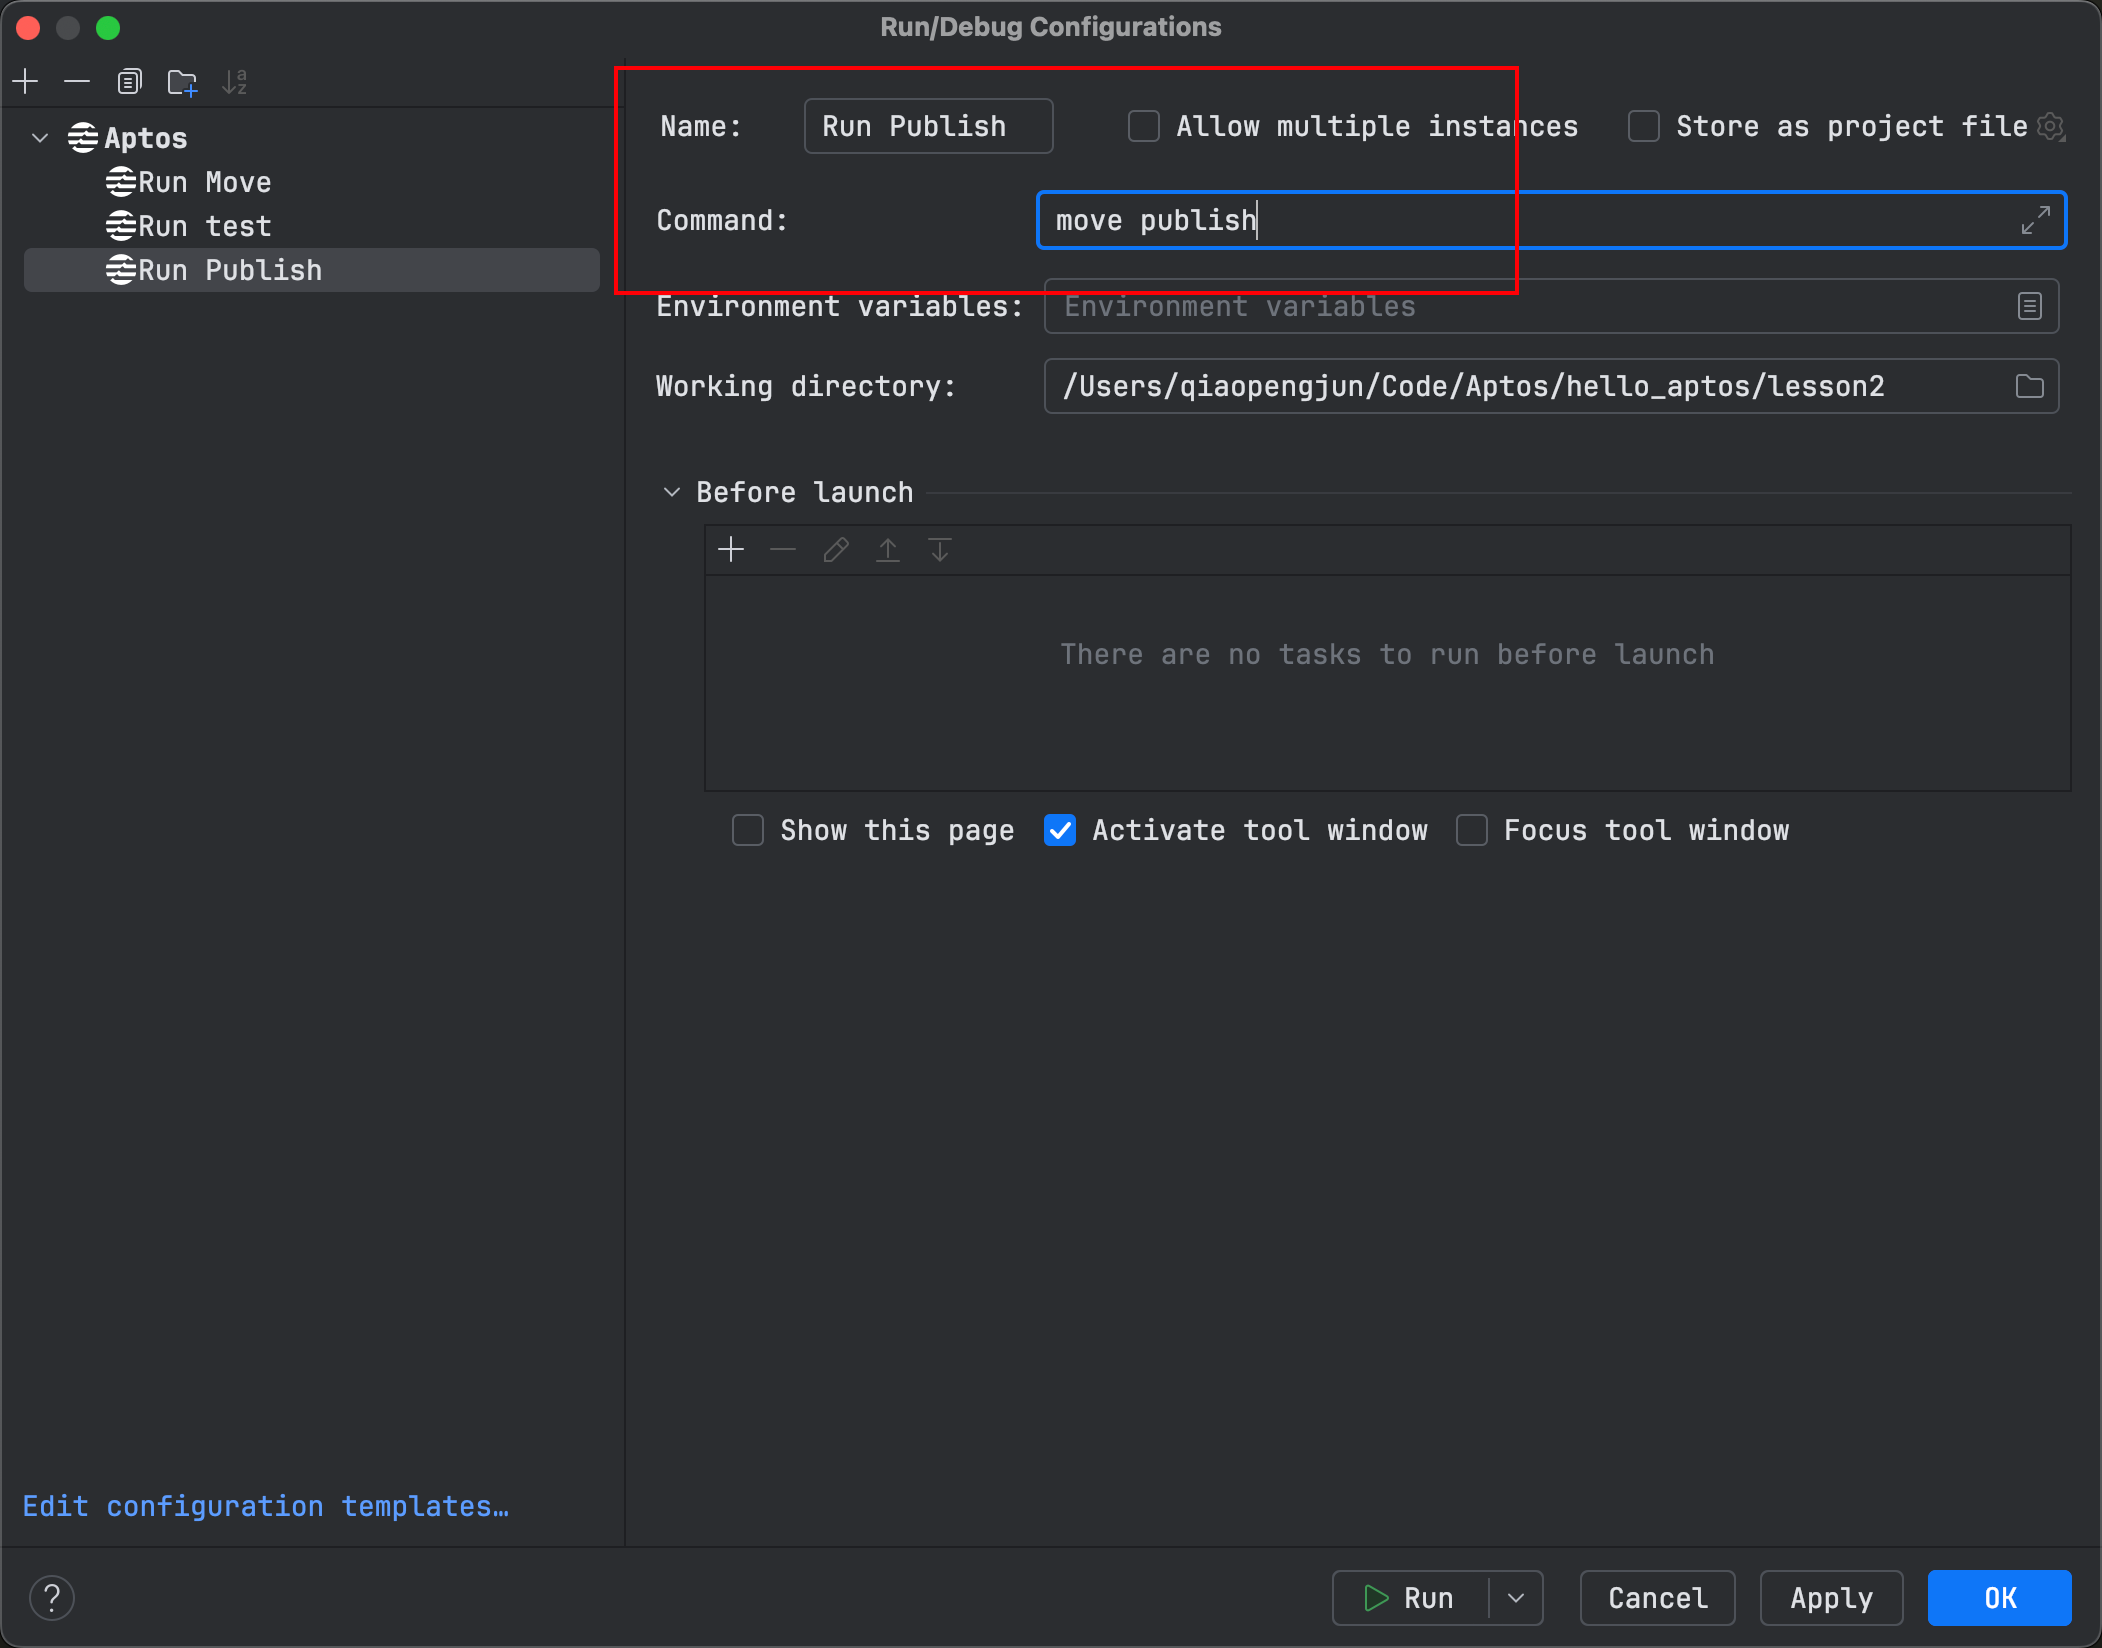 Run/Debug Configurations
Aptos
Run Move
Run test
Run Publish
Edit configuration templates…
Name: Run Publish Allow multiple instances Store as project file
Command: move publish
Environment variables: Environment variables
Working directory: /Users/qiaopengjun/Code/Aptos/hello_aptos/lesson2
Before launch
There are no tasks to run before launch
Show this page Activate tool window Focus tool window
? Run Cancel Apply OK